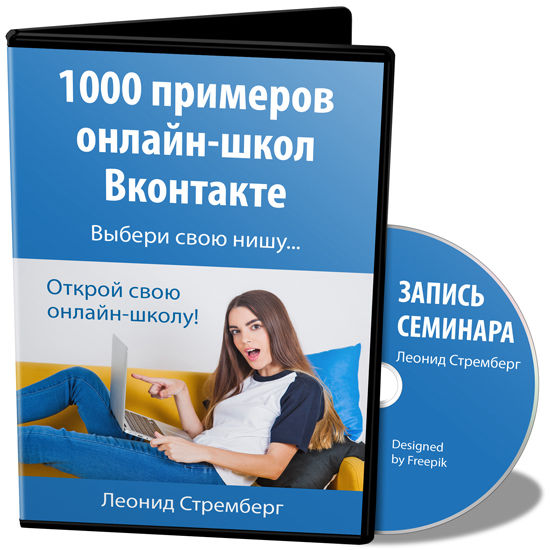 1000 примеров
онлайн-школ
Вконтакте
Выбери свою нишу...
Открой свою
онлайн-школу!
Леонид Стремберг
ЗАПИСЬ
СЕМИНАРА
Леонид Стремберг
Designed
by Freepik